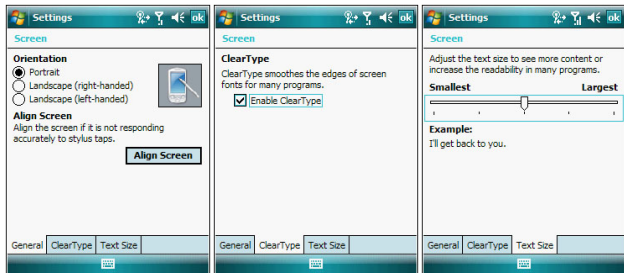 Settings ok
Screen
Orientation
Portrait
Landscape (right-handed)
Landscape (left-handed)
Align Screen
Align the screen if it is not responding
accurately to stylus taps.
Align Screen
General ClearType Text Size
Settings ok
Screen
ClearType
ClearType smoothes the edges of screen
fonts for many programs.
Enable ClearType
General ClearType Text Size
Settings ok
Screen
Adjust the text size to see more content or
increase the readability in many programs.
Smallest Largest
Example:
I'll get back to you.
General ClearType Text Size